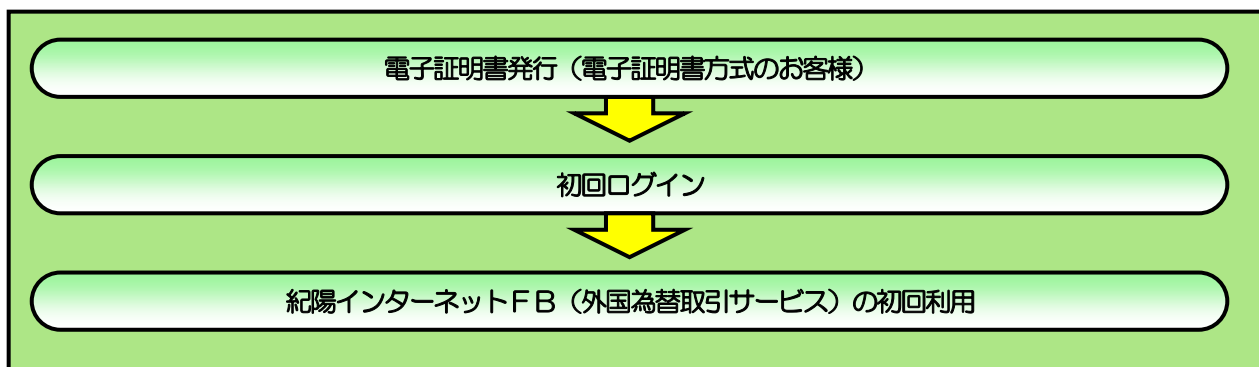 電子証明書発行（電子証明書方式のお客様）
初回ログイン
紀陽インターネットＦＢ（外国為替取引サービス）の初回利用